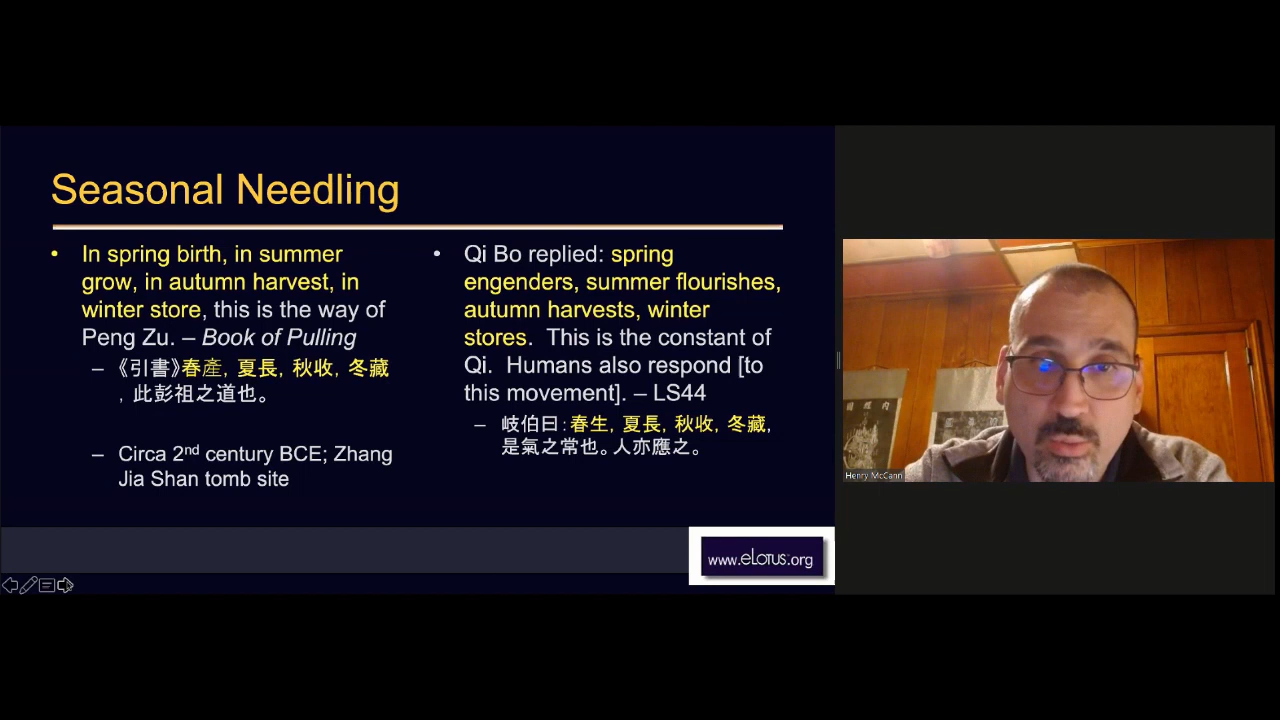 Seasonal Needling
• In spring birth, in summer
grow, in autumn harvest, in
winter store, this is the way of
Peng Zu. – Book of Pulling
– 《引書》春產, 夏長, 秋收, 冬藏
, 此彭祖之道也。
– Circa 2nd century BCE; Zhang
Jia Shan tomb site
• Qi Bo replied: spring
engenders, summer flourishes,
autumn harvests, winter
stores. This is the constant of
Qi. Humans also respond [to
this movement]. – LS44
– 岐伯曰:春生, 夏長, 秋收, 冬藏,
是氣之常也。人亦應之。
www.eLOTUS.org
圖經內
Henry McCann